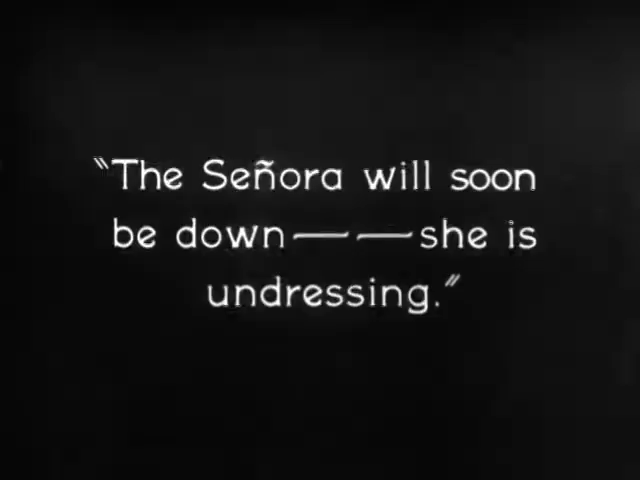 "The Señora will soon
be down — — she is
undressing."